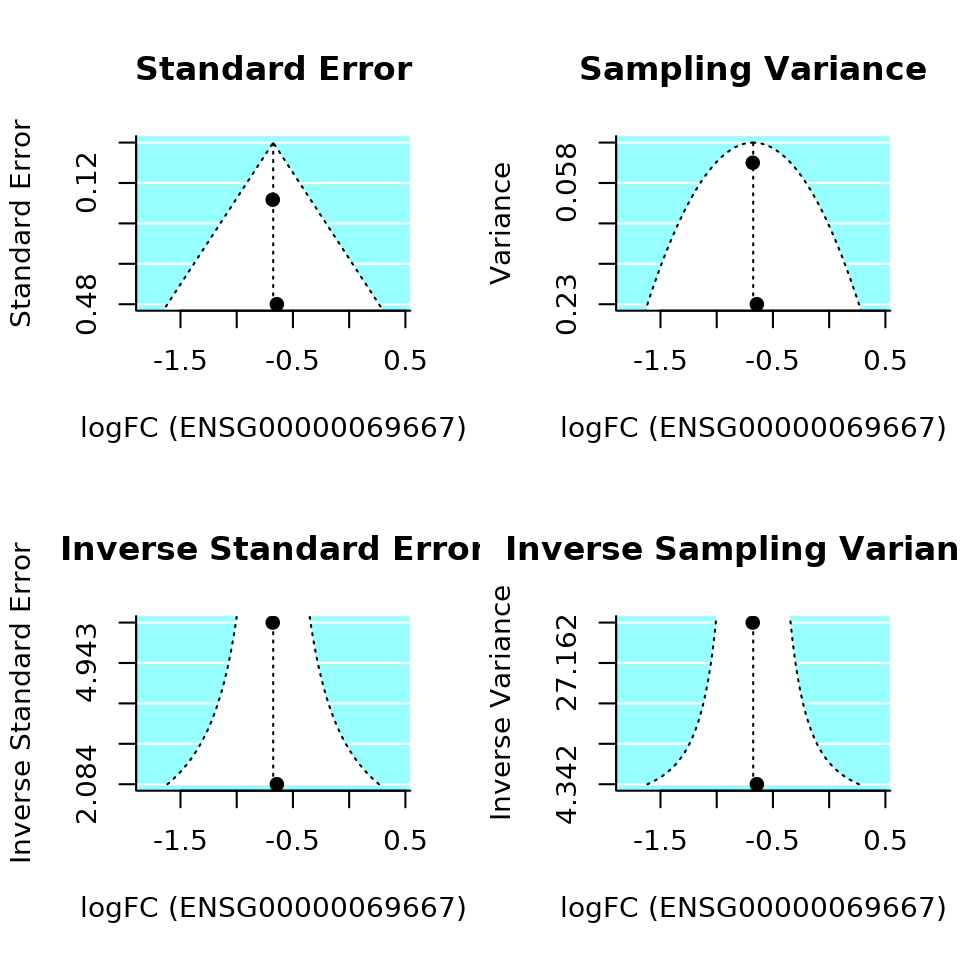 Standard Error
Standard Error
0.12
0.48
-1.5
-0.5
0.5
logFC (ENSG00000069667)
Sampling Variance
Variance
0.058
0.23
-1.5
-0.5
0.5
logFC (ENSG00000069667)
Inverse Standard Error
Inverse Standard Error
4.943
2.084
-1.5
-0.5
0.5
logFC (ENSG00000069667)
Inverse Sampling Varian
Inverse Variance
27.162
4.342
-1.5
-0.5
0.5
logFC (ENSG00000069667)